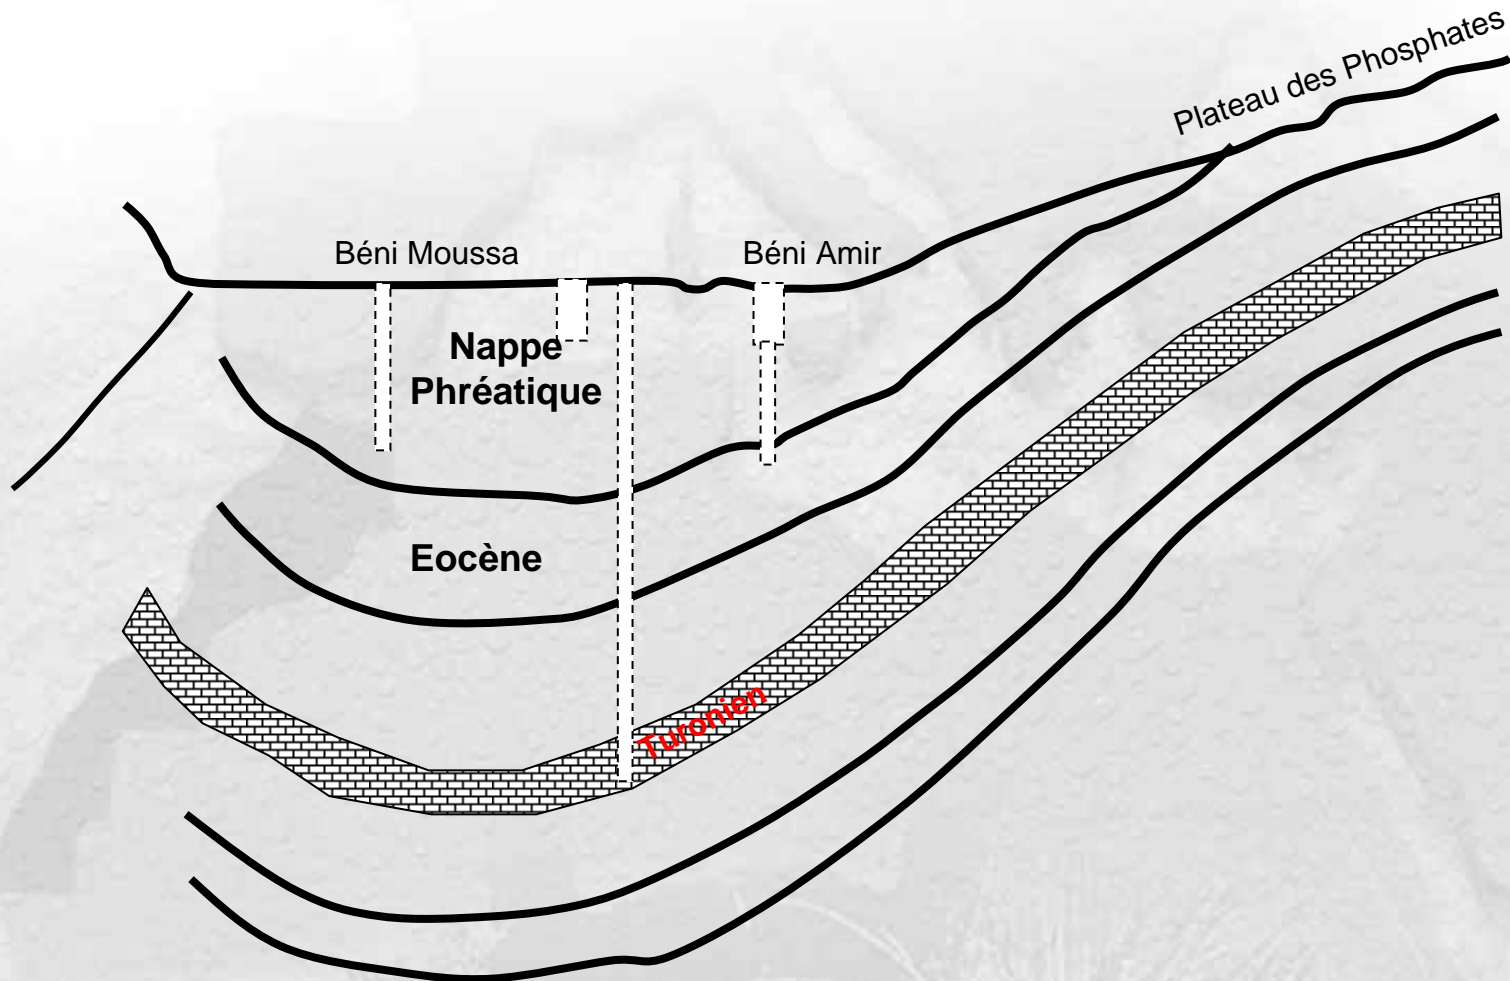 Plateau des Phosphates
Béni Moussa
Béni Amir
Nappe
Phréatique
Eocène
Turonien